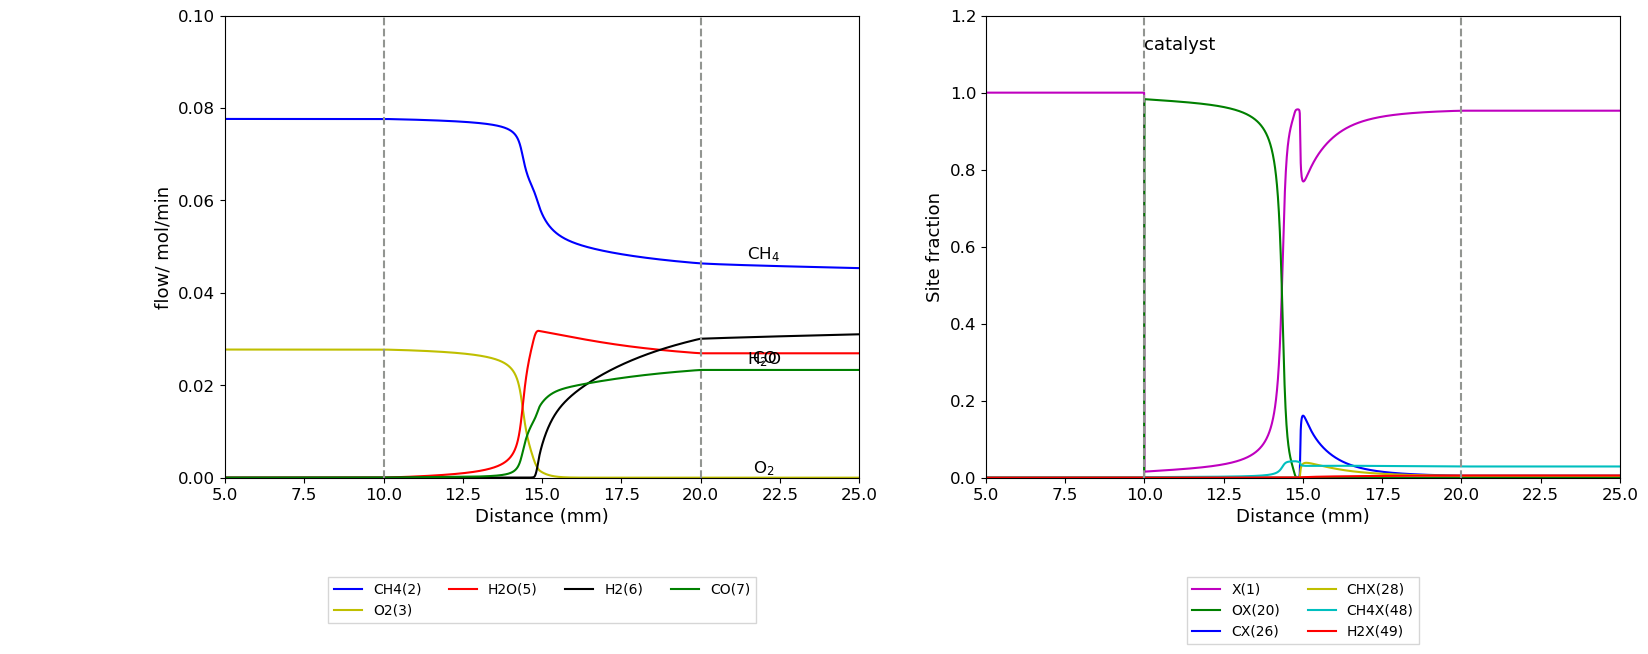 0.10
0.08
0.06
0.04
0.02
0.00
flow/ mol/min
CH4
H2O
CO
O2
5.0 7.5 10.0 12.5 15.0 17.5 20.0 22.5 25.0
Distance (mm)
CH4(2) H2O(5) H2(6) CO(7)
O2(3)
1.2
1.0
0.8
0.6
0.4
0.2
0.0
Site fraction
catalyst
5.0 7.5 10.0 12.5 15.0 17.5 20.0 22.5 25.0
Distance (mm)
X(1) CHX(28)
OX(20) CH4X(48)
CX(26) H2X(49)